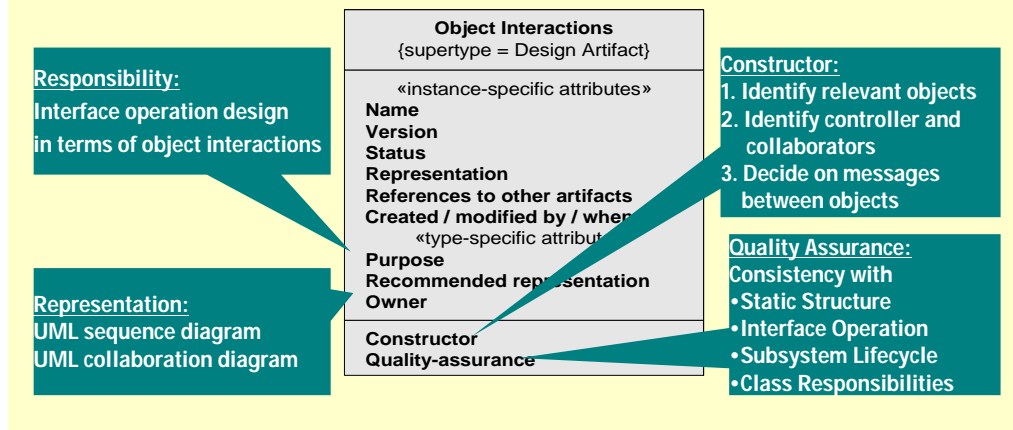 Object Interactions
{supertype = Design Artifact}
«instance-specific attributes»
Name
Version
Status
Representation
References to other artifacts
Created / modified by / when
«type-specific attribut
Purpose
Recommended representation
Owner
Constructor
Quality-assurance
Responsibility:
Interface operation design
in terms of object interactions
Representation:
UML sequence diagram
UML collaboration diagram
Constructor:
1. Identify relevant objects
2. Identify controller and
collaborators
3. Decide on messages
between objects
Quality Assurance:
Consistency with
•Static Structure
•Interface Operation
•Subsystem Lifecycle
•Class Responsibilities